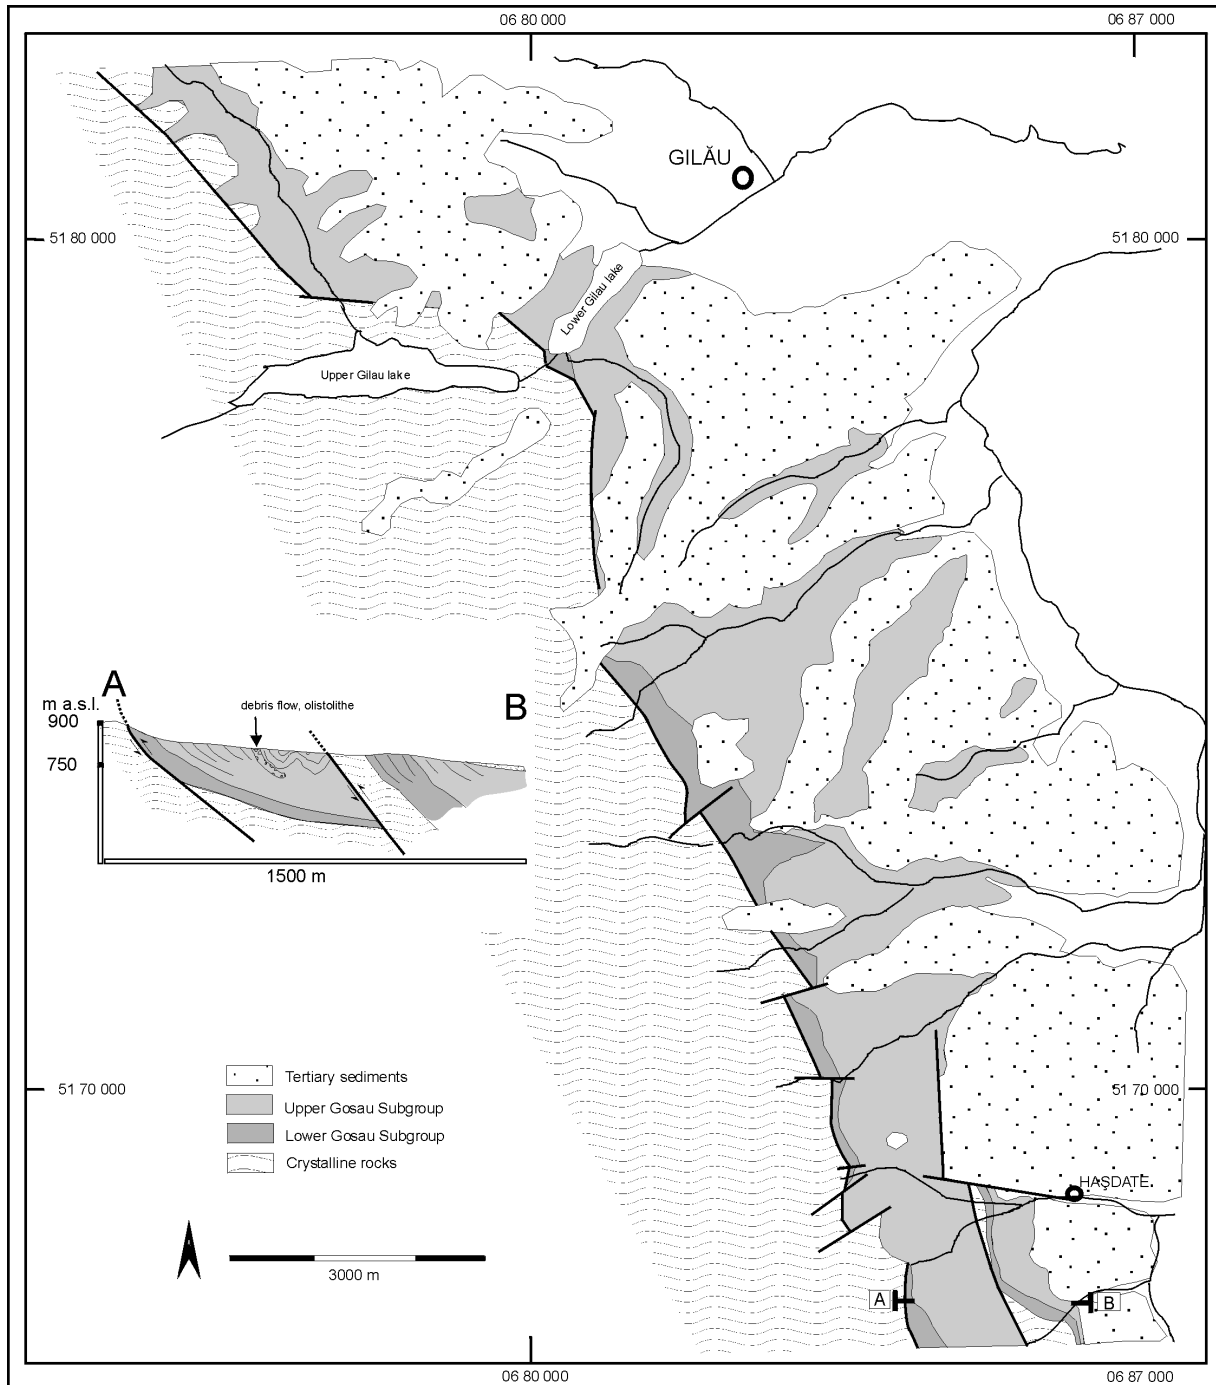 06 80 000
06 87 000
GILĂU
51 80 000
51 80 000
Lower Gilau lake
Upper Gilau lake
A
B
m a.s.l.
debris flow, olistolithe
900
750
1500 m
Tertiary sediments
Upper Gosau Subgroup
Lower Gosau Subgroup
Crystalline rocks
51 70 000
51 70 000
HAŞDATE
3000 m
A
B
06 80 000
06 87 000